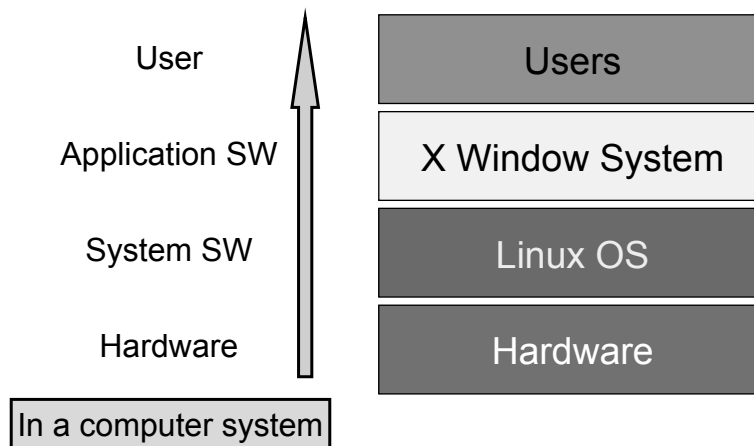 User
Users
Application SW
X Window System
System SW
Linux OS
Hardware
Hardware
In a computer system